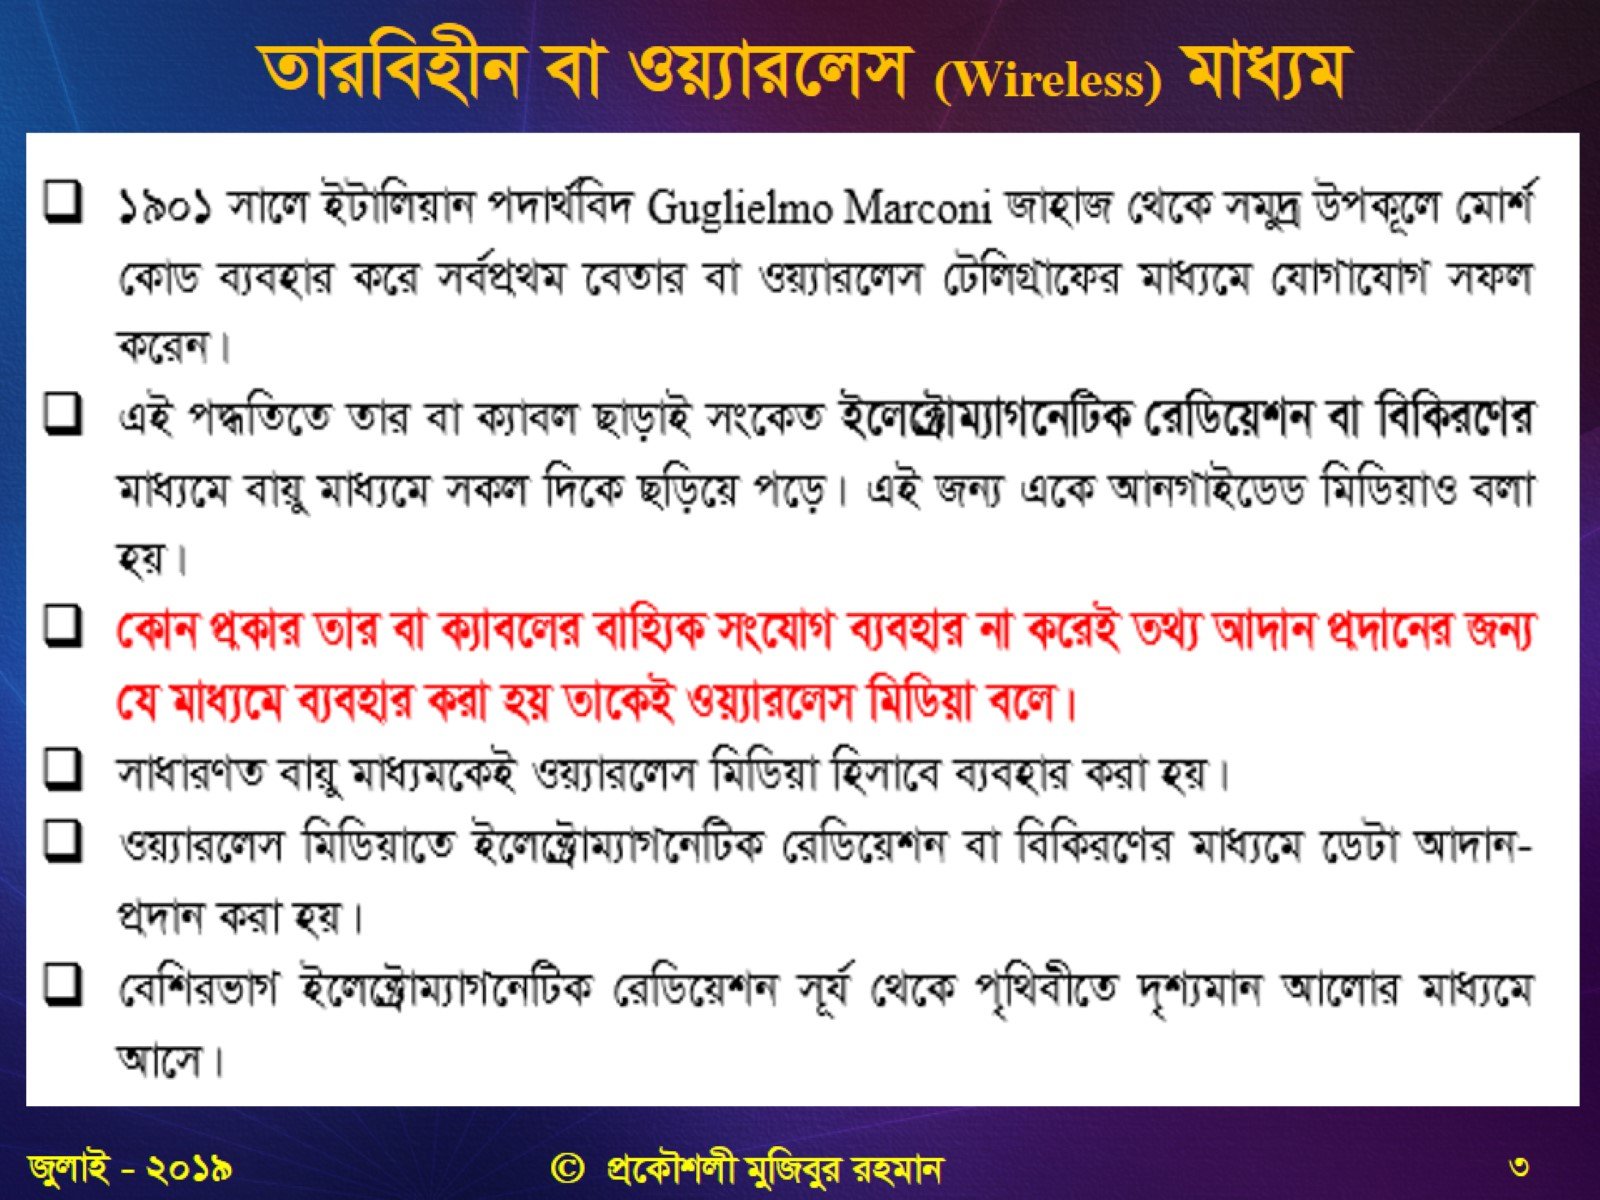 তারবিহীন বা ওয়্যারলেস (Wireless) মাধ্যম
১৯০১ সালে ইটালিয়ান পদার্থবিদ Guglielmo Marconi জাহাজ থেকে সমুদ্র উপকূলে মোর্শ
কোড ব্যবহার করে সর্বপ্রথম বেতার বা ওয়্যারলেস টেলিগ্রাফের মাধ্যমে যোগাযোগ সফল
করেন।
এই পদ্ধতিতে তার বা ক্যাবল ছাড়াই সংকেত ইলেক্ট্রোম্যাগনেটিক রেডিয়েশন বা বিকিরণের
মাধ্যমে বায়ু মাধ্যমে সকল দিকে ছড়িয়ে পড়ে। এই জন্য একে আনগাইডেড মিডিয়াও বলা
হয়।
কোন প্রকার তার বা ক্যাবলের বাহ্যিক সংযোগ ব্যবহার না করেই তথ্য আদান প্রদানের জন্য
যে মাধ্যমে ব্যবহার করা হয় তাকেই ওয়্যারলেস মিডিয়া বলে।
সাধারণত বায়ু মাধ্যমকেই ওয়্যারলেস মিডিয়া হিসাবে ব্যবহার করা হয়।
ওয়্যারলেস মিডিয়াতে ইলেক্ট্রোম্যাগনেটিক রেডিয়েশন বা বিকিরণের মাধ্যমে ডেটা আদান-
প্রদান করা হয়।
বেশিরভাগ ইলেক্ট্রোম্যাগনেটিক রেডিয়েশন সূর্য থেকে পৃথিবীতে দৃশ্যমান আলোর মাধ্যমে
আসে।
জুলাই - ২০১৯
© প্রকৌশলী মুজিবুর রহমান
৩